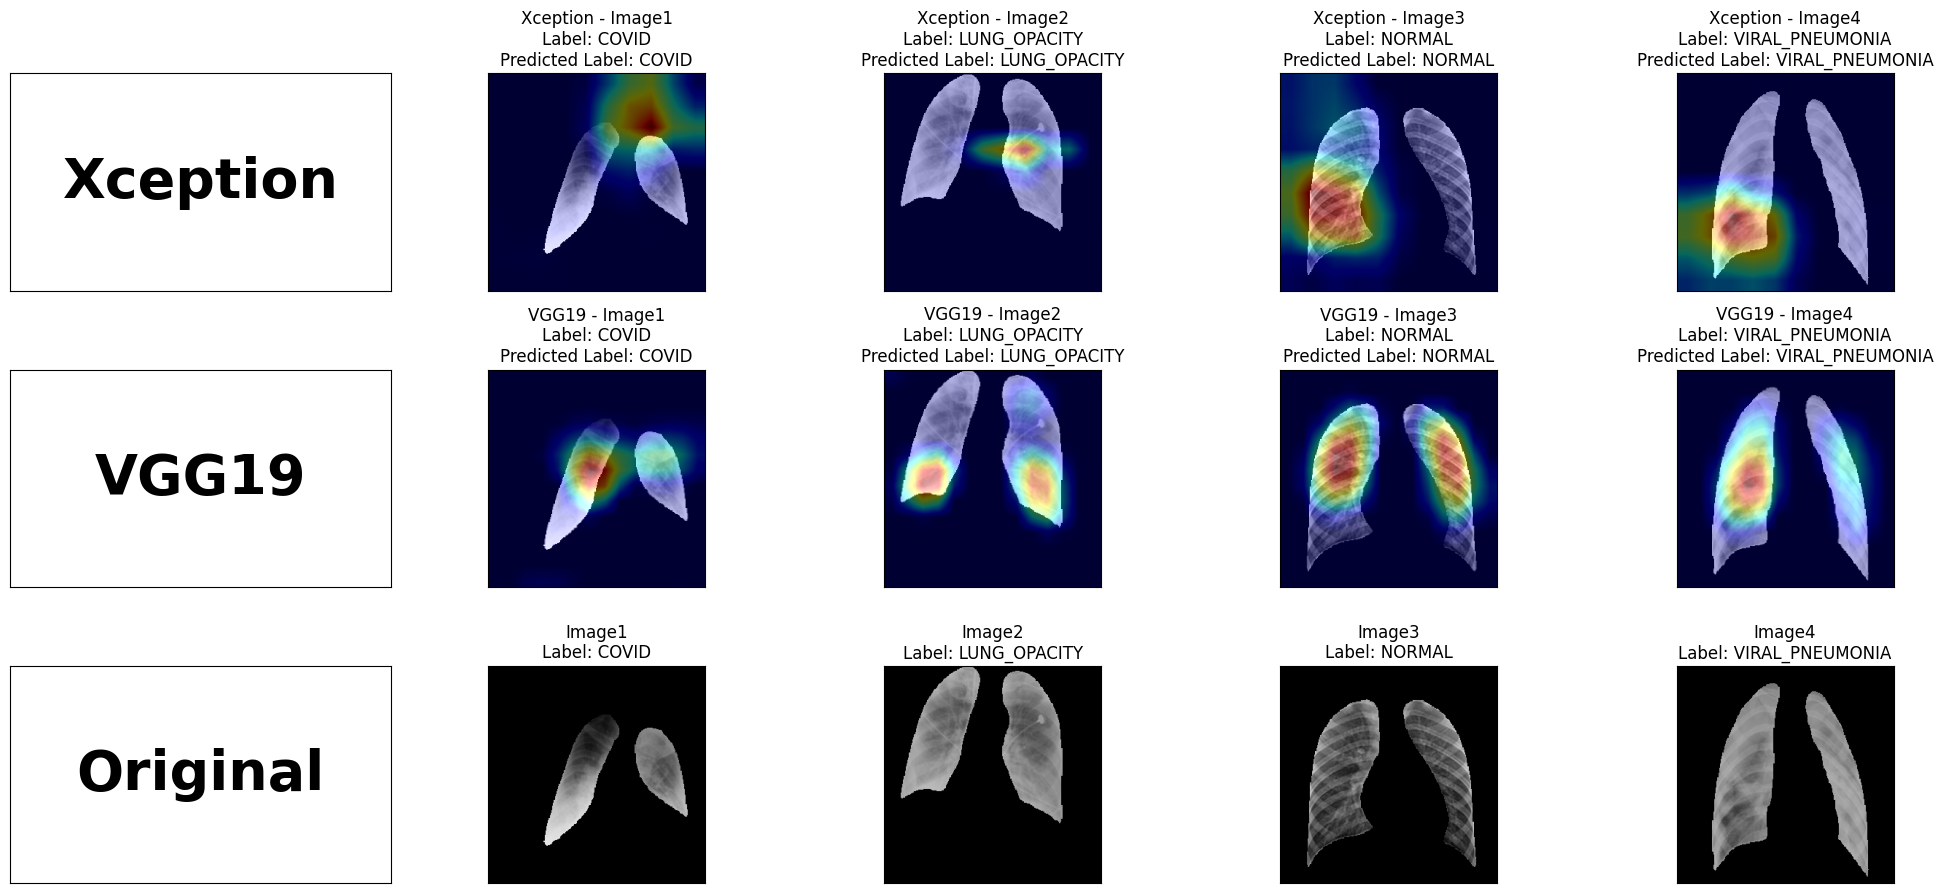 Xception
Xception - Image1
Label: COVID
Predicted Label: COVID
Xception - Image2
Label: LUNG_OPACITY
Predicted Label: LUNG_OPACITY
Xception - Image3
Label: NORMAL
Predicted Label: NORMAL
Xception - Image4
Label: VIRAL_PNEUMONIA
Predicted Label: VIRAL_PNEUMONIA
VGG19
VGG19 - Image1
Label: COVID
Predicted Label: COVID
VGG19 - Image2
Label: LUNG_OPACITY
Predicted Label: LUNG_OPACITY
VGG19 - Image3
Label: NORMAL
Predicted Label: NORMAL
VGG19 - Image4
Label: VIRAL_PNEUMONIA
Predicted Label: VIRAL_PNEUMONIA
Original
Image1
Label: COVID
Image2
Label: LUNG_OPACITY
Image3
Label: NORMAL
Image4
Label: VIRAL_PNEUMONIA